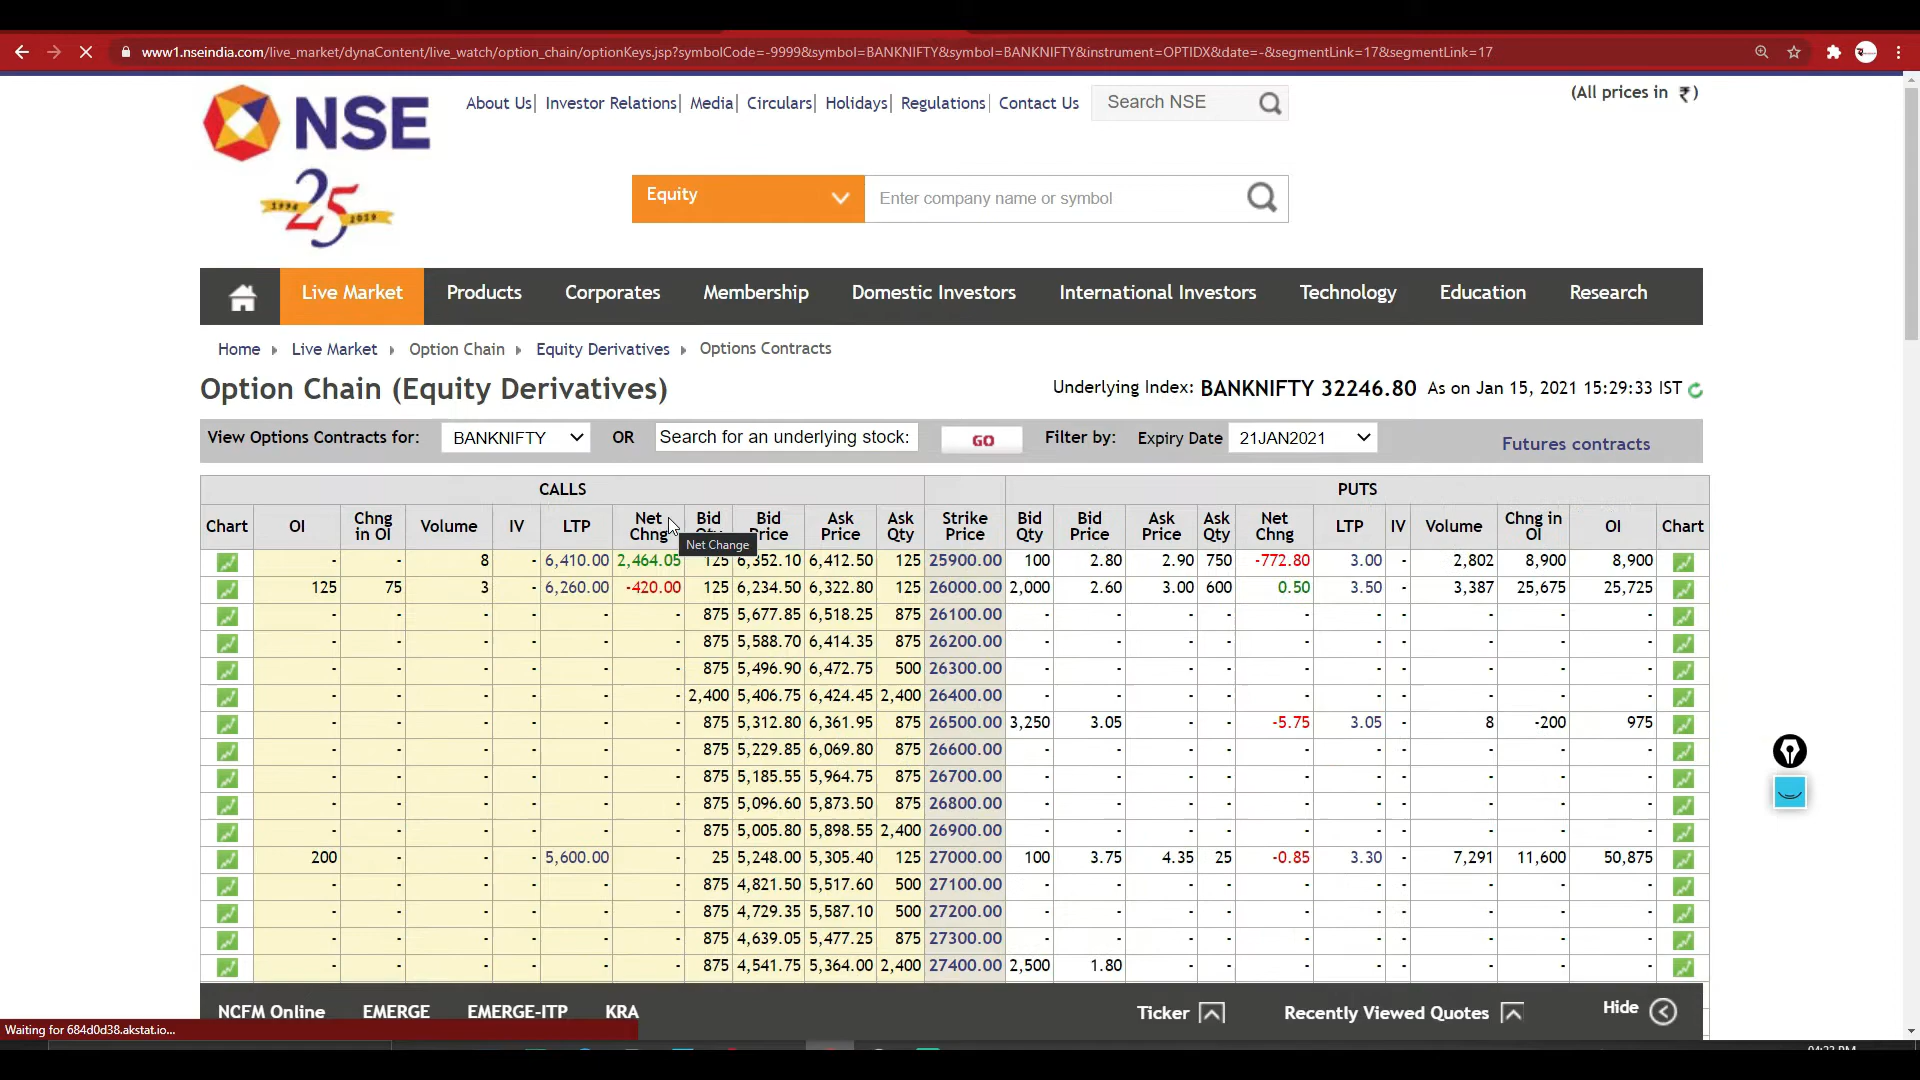 www1.nseindia.com/live_market/dynaContent/live_watch/option_chain/optionKeys.jsp?symbolCode=-9999&symbol=BANKNIFTY&symbol=BANKNIFTY&instrument=OPTIDX&date=-&segmentLink=17&segmentLink=17
NSE
1994 25 2019
About Us| Investor Relations| Media| Circulars| Holidays| Regulations| Contact Us Search NSE
(All prices in ₹)
Equity Enter company name or symbol
Live Market Products Corporates Membership Domestic Investors International Investors Technology Education Research
Home Live Market Option Chain Equity Derivatives Options Contracts
Option Chain (Equity Derivatives) Underlying Index: BANKNIFTY 32246.80 As on Jan 15, 2021 15:29:33 IST
View Options Contracts for: BANKNIFTY OR Search for an underlying stock: GO Filter by: Expiry Date 21JAN2021 Futures contracts
CALLS PUTS
Chart OI Chng in OI Volume IV LTP Net Chng Bid Qty Bid Price Ask Price Ask Qty Strike Price Bid Qty Bid Price Ask Price Ask Qty Net Chng LTP IV Volume Chng in OI OI Chart
Net Change
- - 8 - 6,410.00 2,464.05 125 6,352.10 6,412.50 125 25900.00 100 2.80 2.90 750 -772.80 3.00 - 2,802 8,900 8,900
125 75 3 - 6,260.00 -420.00 125 6,234.50 6,322.80 125 26000.00 2,000 2.60 3.00 600 0.50 3.50 - 3,387 25,675 25,725
- - - - - - 875 5,677.85 6,518.25 875 26100.00 - - - - - - - - - -
- - - - - - 875 5,588.70 6,414.35 875 26200.00 - - - - - - - - - -
- - - - - - 875 5,496.90 6,472.75 500 26300.00 - - - - - - - - - -
- - - - - - 2,400 5,406.75 6,424.45 2,400 26400.00 - - - - - - - - - -
- - - - - - 875 5,312.80 6,361.95 875 26500.00 3,250 3.05 - - -5.75 3.05 - 8 -200 975
- - - - - - 875 5,229.85 6,069.80 875 26600.00 - - - - - - - - - -
- - - - - - 875 5,185.55 5,964.75 875 26700.00 - - - - - - - - - -
- - - - - - 875 5,096.60 5,873.50 875 26800.00 - - - - - - - - - -
- - - - - - 875 5,005.80 5,898.55 2,400 26900.00 - - - - - - - - - -
200 - - - 5,600.00 - 25 5,248.00 5,305.40 125 27000.00 100 3.75 4.35 25 -0.85 3.30 - 7,291 11,600 50,875
- - - - - - 875 4,821.50 5,517.60 500 27100.00 - - - - - - - - - -
- - - - - - 875 4,729.35 5,587.10 500 27200.00 - - - - - - - - - -
- - - - - - 875 4,639.05 5,477.25 875 27300.00 - - - - - - - - - -
- - - - - - 875 4,541.75 5,364.00 2,400 27400.00 2,500 1.80 - - - - - - - -
NCFM Online EMERGE EMERGE-ITP KRA Ticker Recently Viewed Quotes Hide
Waiting for 684d0d38.akstat.io...